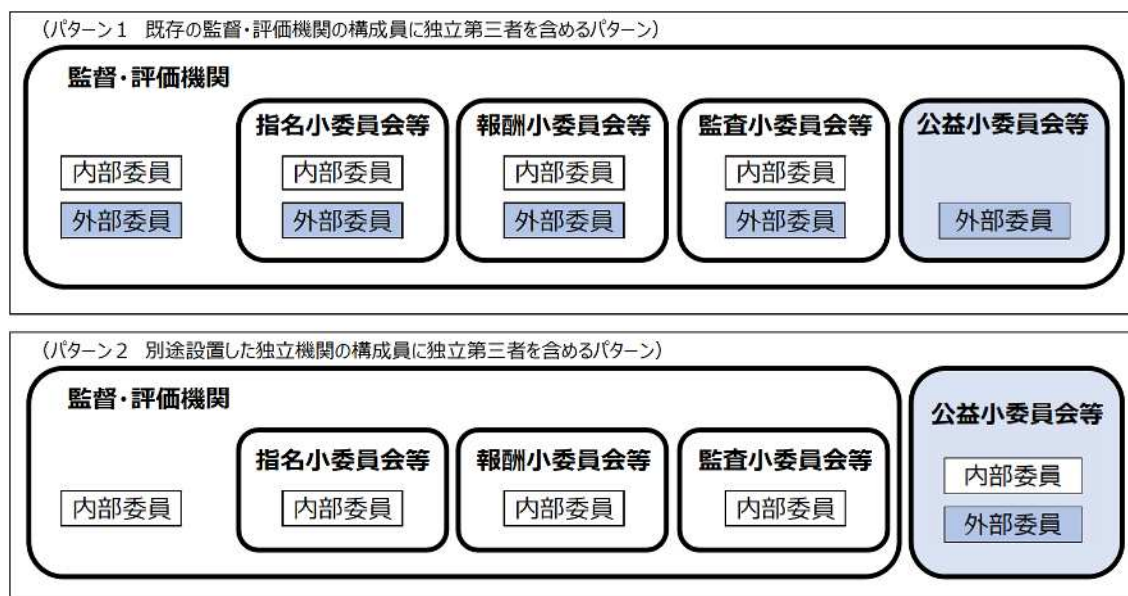 （パターン１　既存の監督・評価機関の構成員に独立第三者を含めるパターン）
監督・評価機関
指名小委員会等　報酬小委員会等　監査小委員会等　公益小委員会等
内部委員　内部委員　内部委員　内部委員
外部委員　外部委員　外部委員　外部委員　外部委員
（パターン２　別途設置した独立機関の構成員に独立第三者を含めるパターン）
監督・評価機関
公益小委員会等
指名小委員会等　報酬小委員会等　監査小委員会等
内部委員
内部委員　内部委員　内部委員　内部委員
外部委員